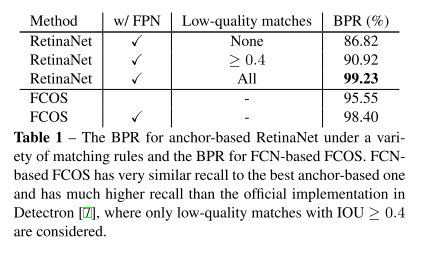 Method w/ FPN Low-quality matches BPR (%)
RetinaNet ✓ None 86.82
RetinaNet ✓ ≥ 0.4 90.92
RetinaNet ✓ All 99.23
FCOS - 95.55
FCOS ✓ - 98.40
Table 1 – The BPR for anchor-based RetinaNet under a vari-
ety of matching rules and the BPR for FCN-based FCOS. FCN-
based FCOS has very similar recall to the best anchor-based one
and has much higher recall than the official implementation in
Detectron [?], where only low-quality matches with IOU ≥ 0.4
are considered.